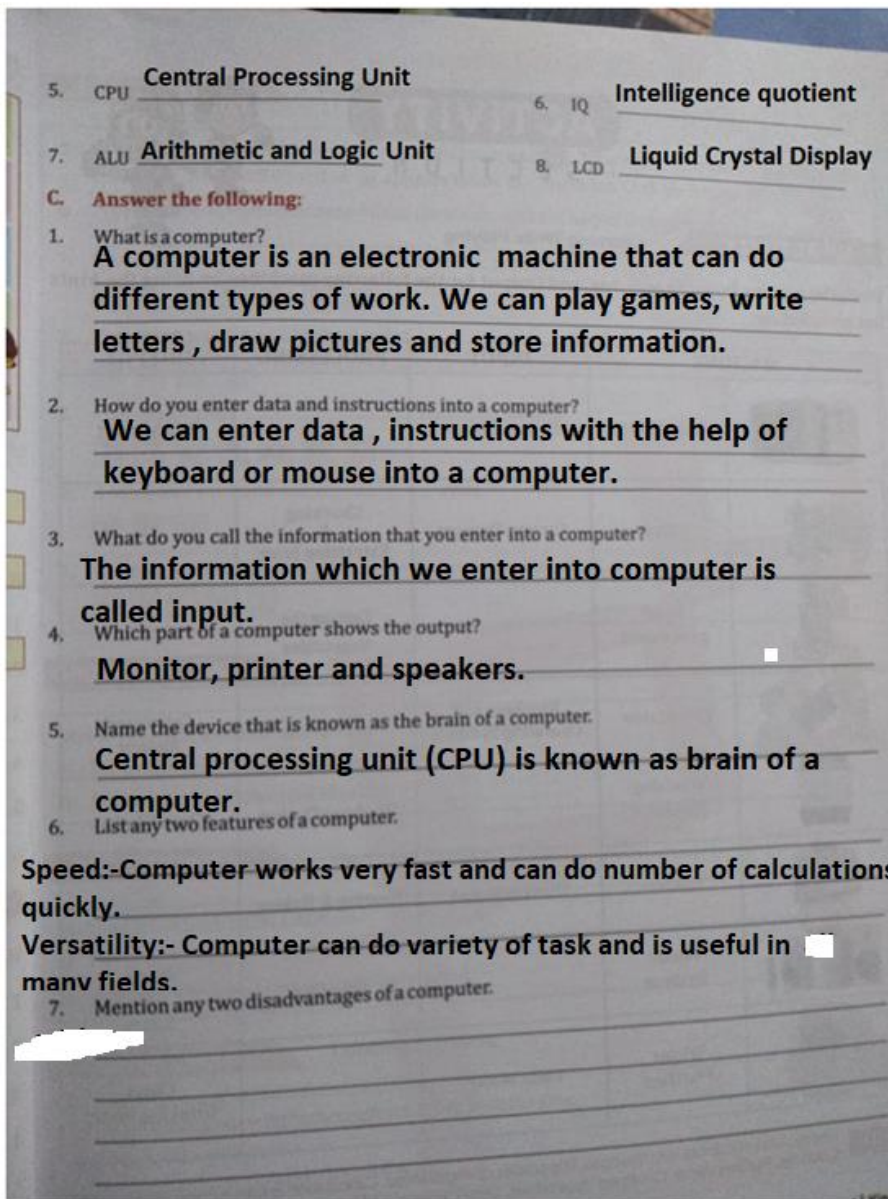 5. CPU Central Processing Unit
6. IQ Intelligence quotient
7. ALU Arithmetic and Logic Unit
8. LCD Liquid Crystal Display
C. Answer the following:
1. What is a computer?
A computer is an electronic machine that can do
different types of work. We can play games, write
letters , draw pictures and store information.
2. How do you enter data and instructions into a computer?
We can enter data , instructions with the help of
keyboard or mouse into a computer.
3. What do you call the information that you enter into a computer?
The information which we enter into computer is
called input.
4. Which part of a computer shows the output?
Monitor, printer and speakers.
5. Name the device that is known as the brain of a computer.
Central processing unit (CPU) is known as brain of a
computer.
6. List any two features of a computer.
Speed:-Computer works very fast and can do number of calculations
quickly.
Versatility:- Computer can do variety of task and is useful in
many fields.
7. Mention any two disadvantages of a computer.